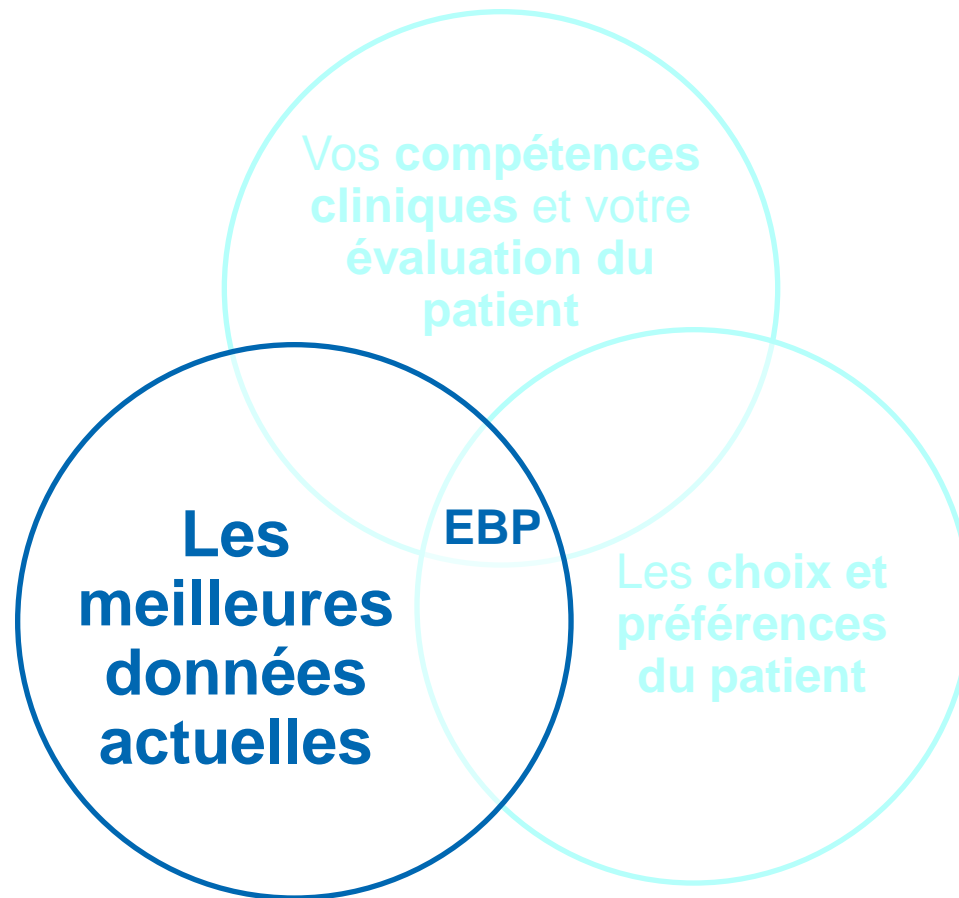 Vos compétences
cliniques et votre
évaluation du
patient
EBP
Les
meilleures
données
actuelles
Les choix et
préférences
du patient